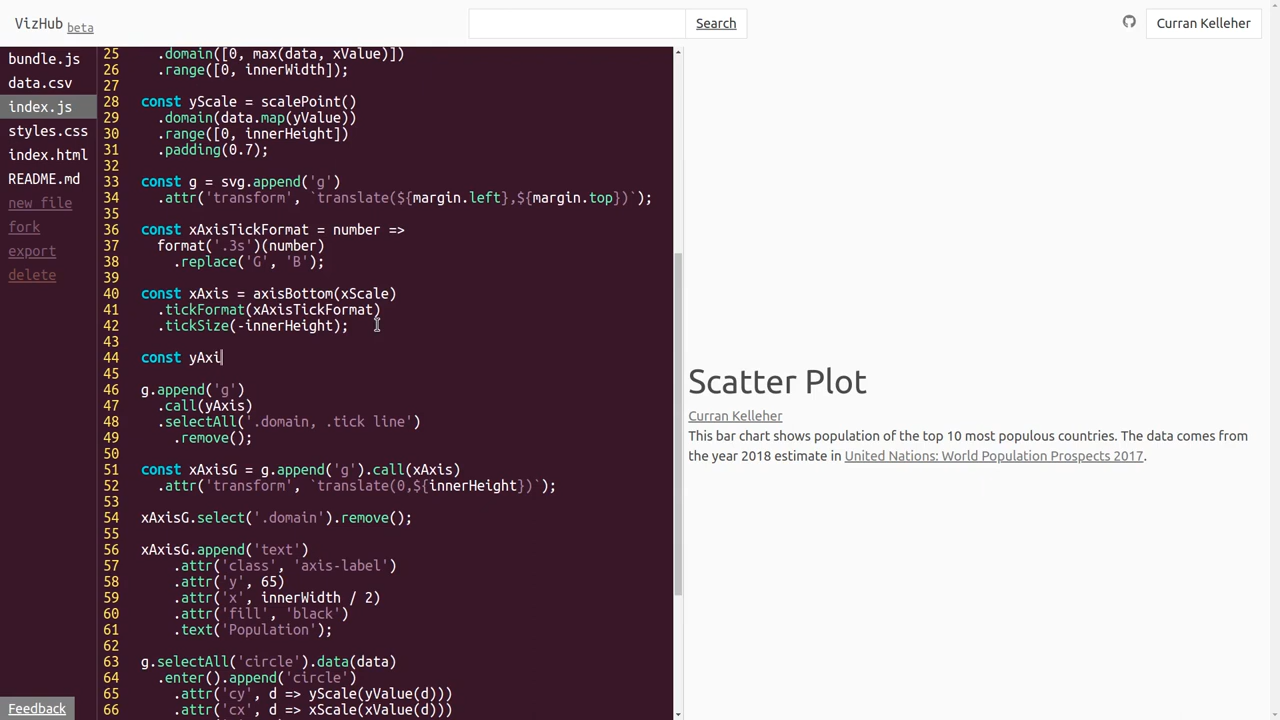 VizHub beta
Search
Curran Kelleher
bundle.js
data.csv
index.js
styles.css
index.html
README.md
new file
fork
export
delete
Feedback
25 .domain([0, max(data, xValue)])
26 .range([0, innerWidth]);
27
28 const yScale = scalePoint()
29 .domain(data.map(yValue))
30 .range([0, innerHeight])
31 .padding(0.7);
32
33 const g = svg.append('g')
34 .attr('transform', `translate(${margin.left},${margin.top})`);
35
36 const xAxisTickFormat = number =>
37 format('.3s')(number)
38 .replace('G', 'B');
39
40 const xAxis = axisBottom(xScale)
41 .tickFormat(xAxisTickFormat)
42 .tickSize(-innerHeight);
43
44 const yAxi
45
46 g.append('g')
47 .call(yAxis)
48 .selectAll('.domain, .tick line')
49 .remove();
50
51 const xAxisG = g.append('g').call(xAxis)
52 .attr('transform', `translate(0,${innerHeight})`);
53
54 xAxisG.select('.domain').remove();
55
56 xAxisG.append('text')
57 .attr('class', 'axis-label')
58 .attr('y', 65)
59 .attr('x', innerWidth / 2)
60 .attr('fill', 'black')
61 .text('Population');
62
63 g.selectAll('circle').data(data)
64 .enter().append('circle')
65 .attr('cy', d => yScale(yValue(d)))
66 .attr('cx', d => xScale(xValue(d)))
Scatter Plot
Curran Kelleher
This bar chart shows population of the top 10 most populous countries. The data comes from
the year 2018 estimate in United Nations: World Population Prospects 2017.